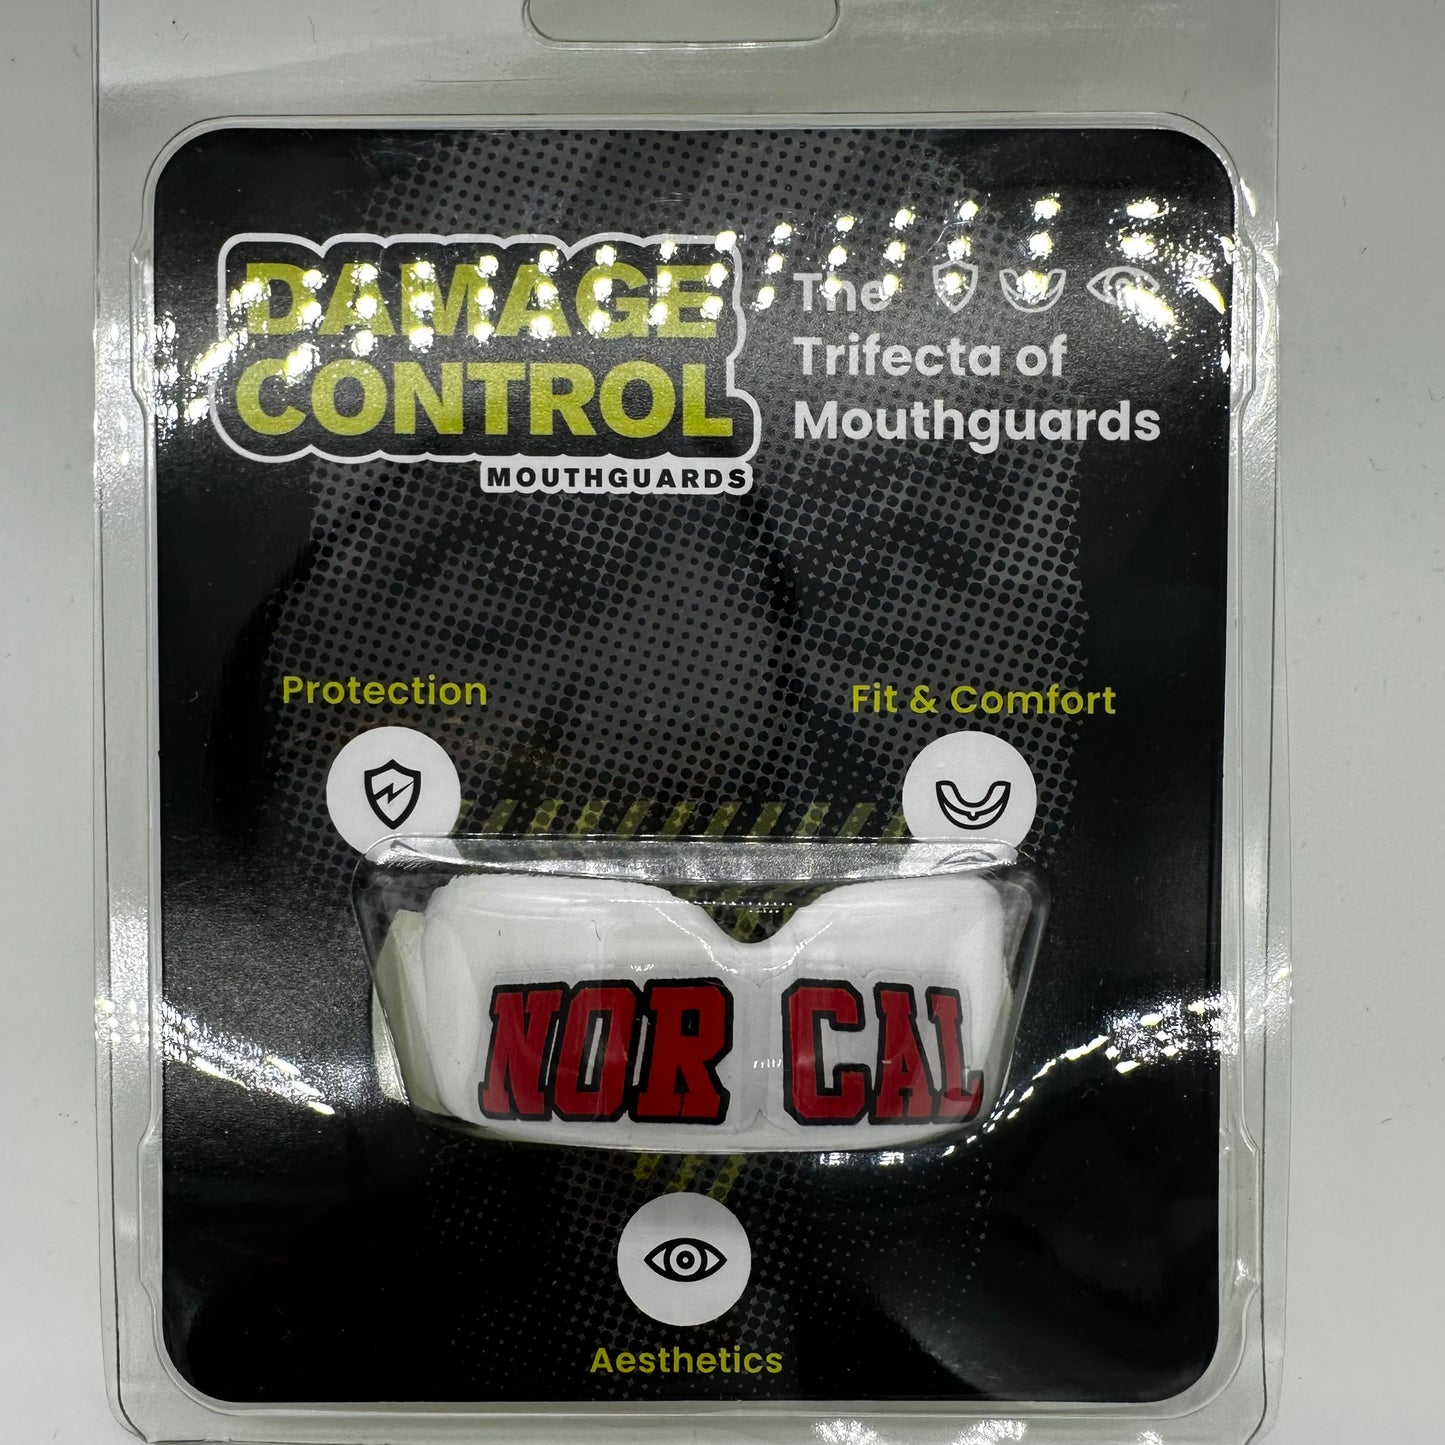 DAMAGE
CONTROL
MOUTHGUARDS
The
Trifecta of
Mouthguards
Protection
Fit & Comfort
NOR CAL
Aesthetics